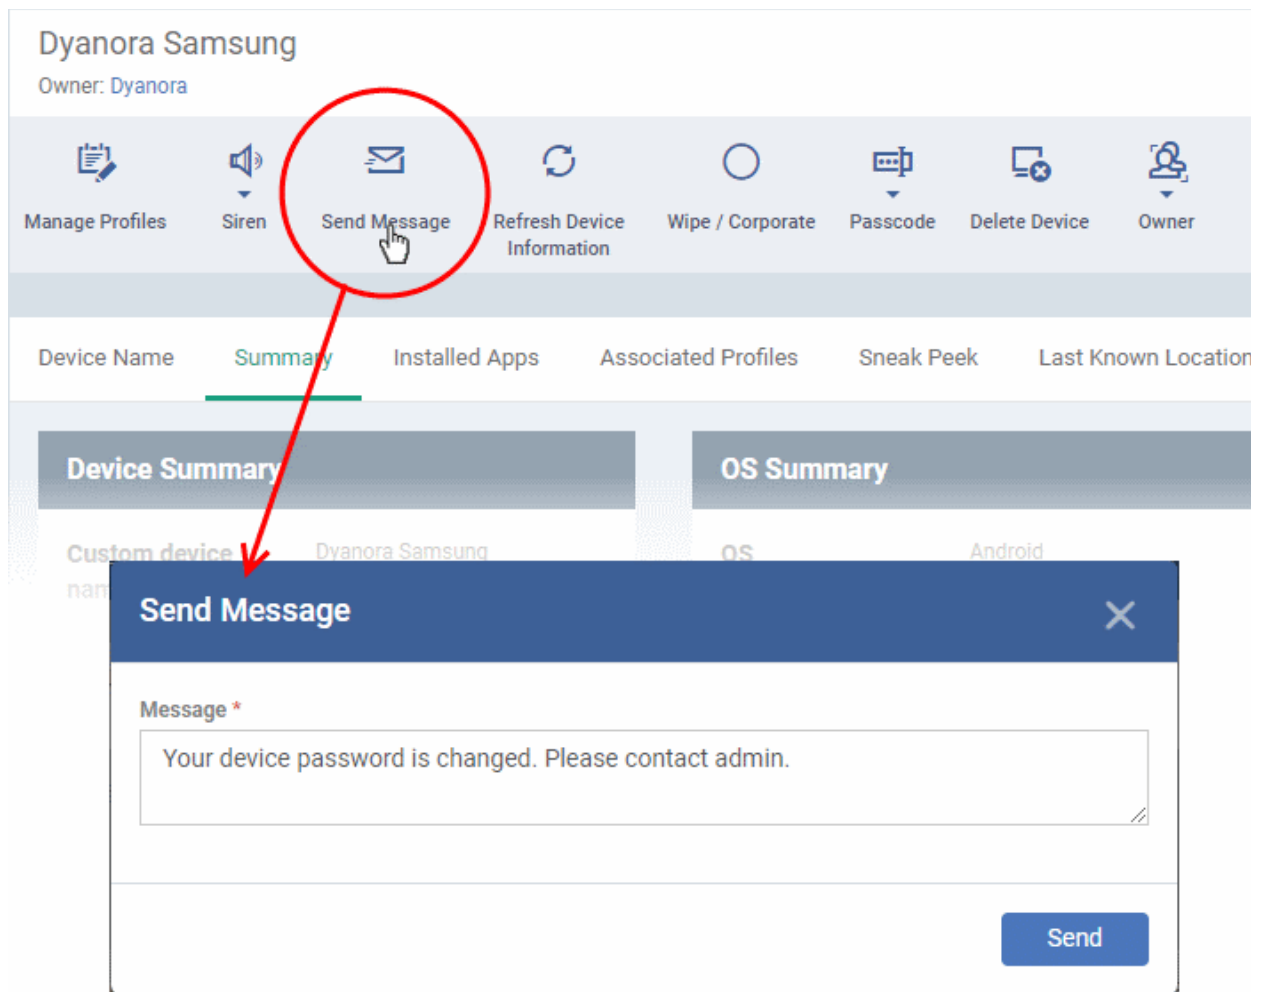 Dyanora Samsung
Owner: Dyanora
Manage Profiles
Siren
Send Message
Refresh Device
Information
Wipe / Corporate
Passcode
Delete Device
Owner
Device Name
Summary
Installed Apps
Associated Profiles
Sneak Peek
Last Known Location
Device Summary
OS Summary
Custom device
Dyanora Samsung
OS
Android
Send Message
Message *
Your device password is changed. Please contact admin.
Send